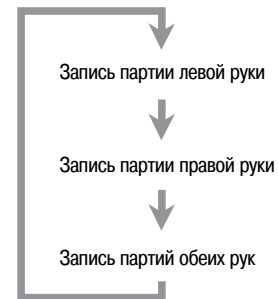 Запись партии левой руки
Запись партии правой руки
Запись партий обеих рук